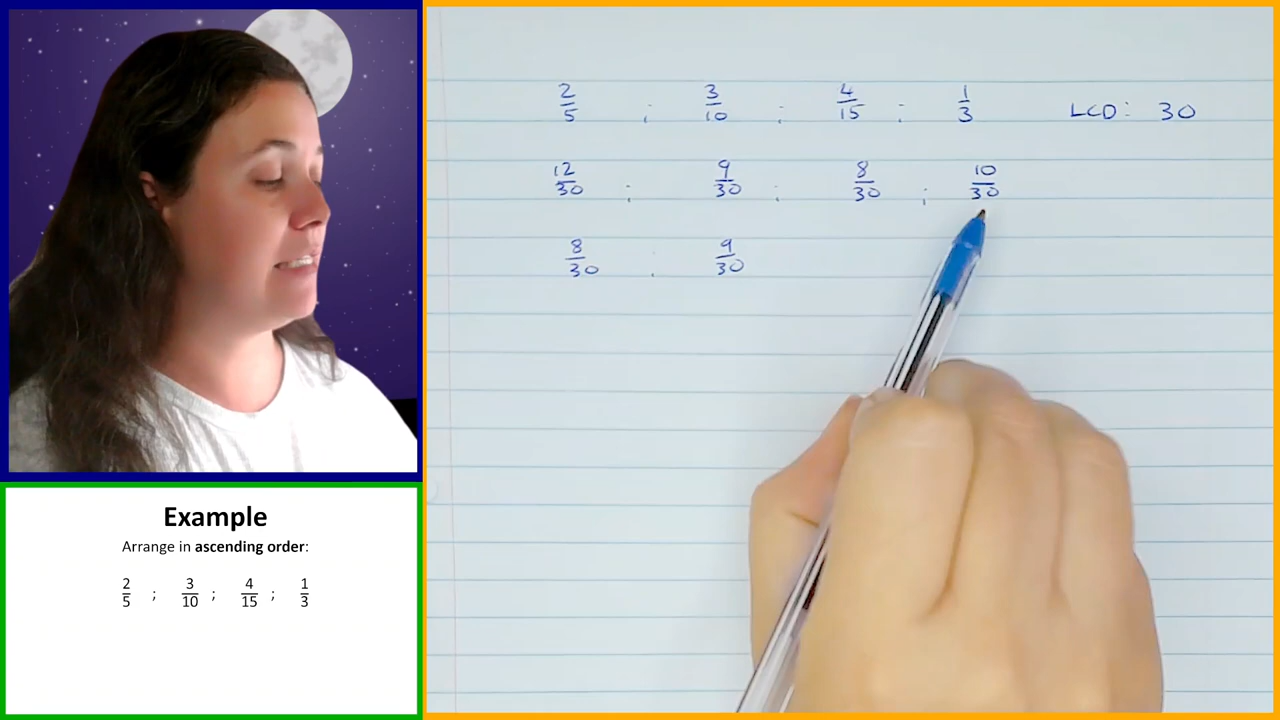 2/5 ; 3/10 ; 4/15 ; 1/3 LCD: 30
12/30 ; 9/30 ; 8/30 ; 10/30
8/30 ; 9/30
Example
Arrange in ascending order:
2/5 ; 3/10 ; 4/15 ; 1/3